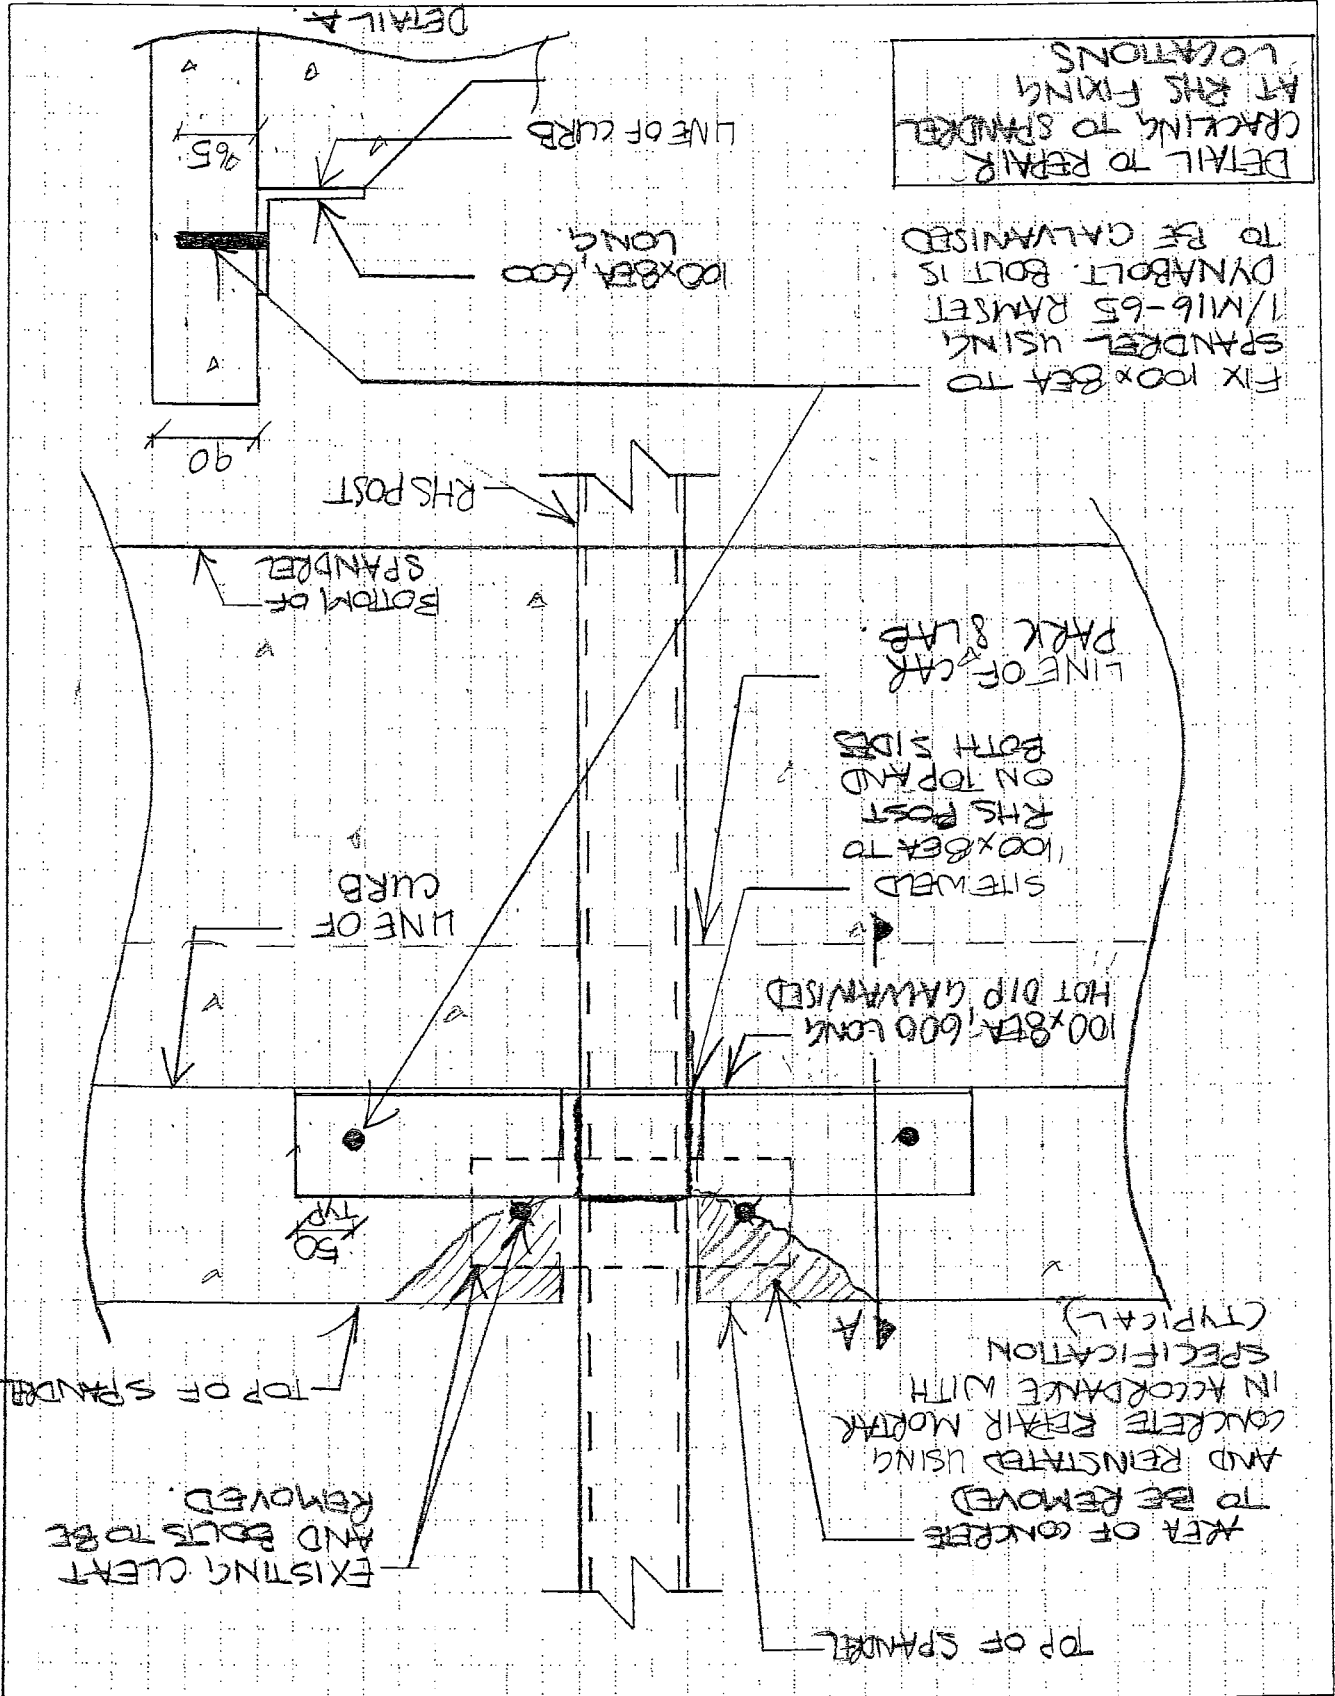 TOP OF SPANDREL
AREA OF CONCRETE
TO BE REMOVED
AND REINSTATED USING
CONCRETE REPAIR MORTAR
IN ACCORDANCE WITH
SPECIFICATION
(TYPICAL)
EXISTING CLEAT
AND BOLTS TO BE
REMOVED.
TOP OF SPANDREL
A
50
TYP
100x8EA, 600 LONG
HOT DIP GALVANISED
SITE WELD
100x8EA TO
RHS POST
ON TOP AND
BOTH SIDES
LINE OF
CURB
LINE OF CAR
PARK SLAB.
BOTTOM OF
SPANDREL
RHS POST
FIX 100x8EA TO
SPANDREL USING
1/M16-65 RAMSET
DYNABOLT. BOLT IS
TO BE GALVANISED
DETAIL TO REPAIR
CRACKING TO SPANDREL
AT RHS FIXING
LOCATIONS
90
100x8EA, 600
LONG.
LINE OF CURB
DETAIL A.